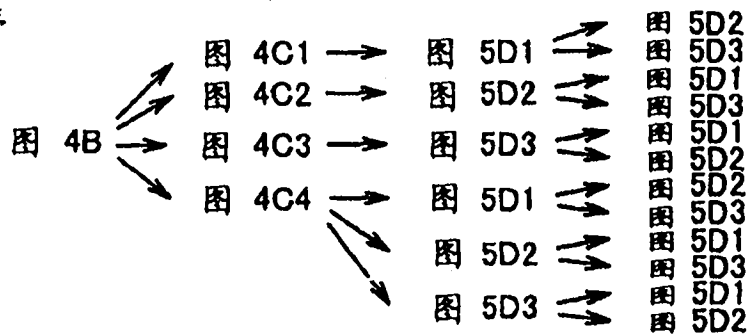 图 5D2
图 4C1 图 5D1 图 5D3
图 4C2 图 5D2 图 5D1
图 5D3
图 4B 图 4C3 图 5D3 图 5D1
图 5D2
图 4C4 图 5D1 图 5D2
图 5D3
图 5D2 图 5D1
图 5D3
图 5D3 图 5D1
图 5D2